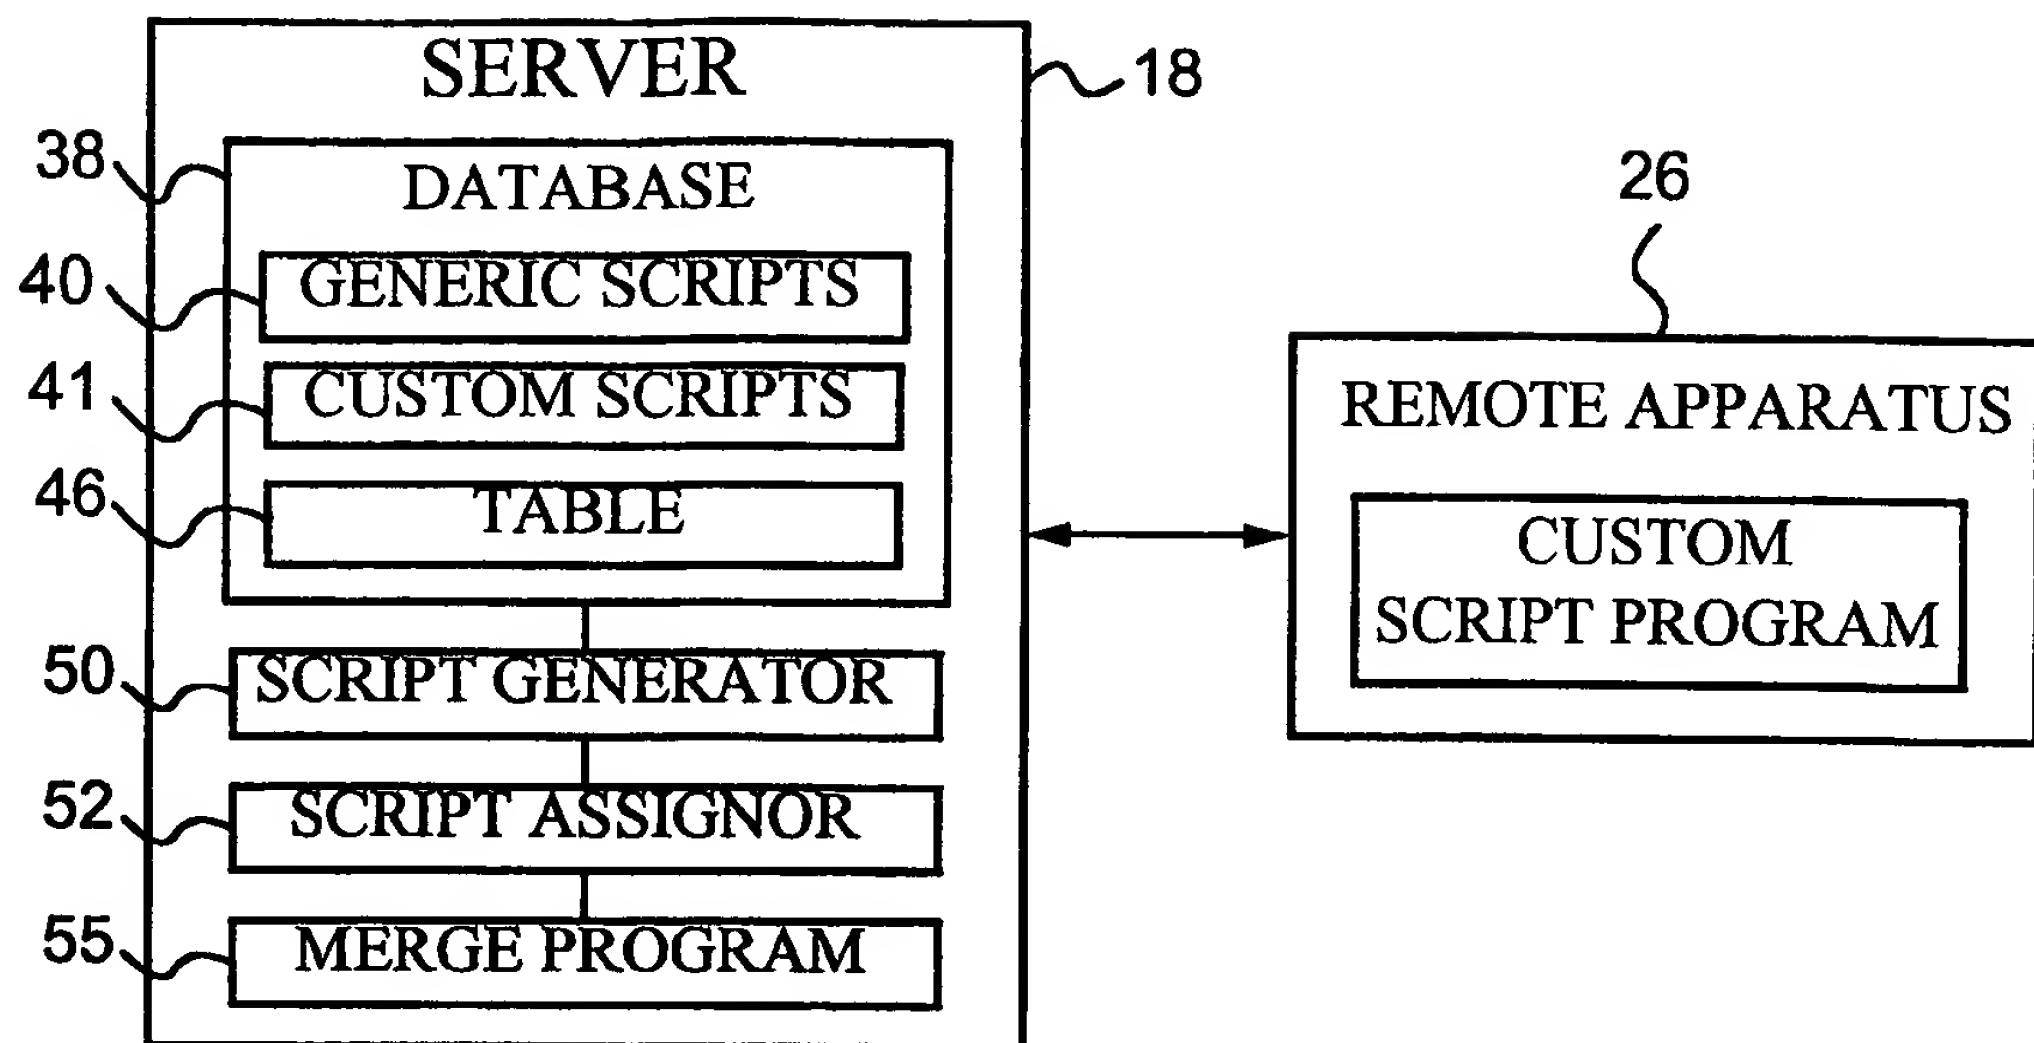 SERVER
18
38
DATABASE
40
GENERIC SCRIPTS
41
CUSTOM SCRIPTS
46
TABLE
50
SCRIPT GENERATOR
52
SCRIPT ASSIGNOR
55
MERGE PROGRAM
26
REMOTE APPARATUS
CUSTOM
SCRIPT PROGRAM